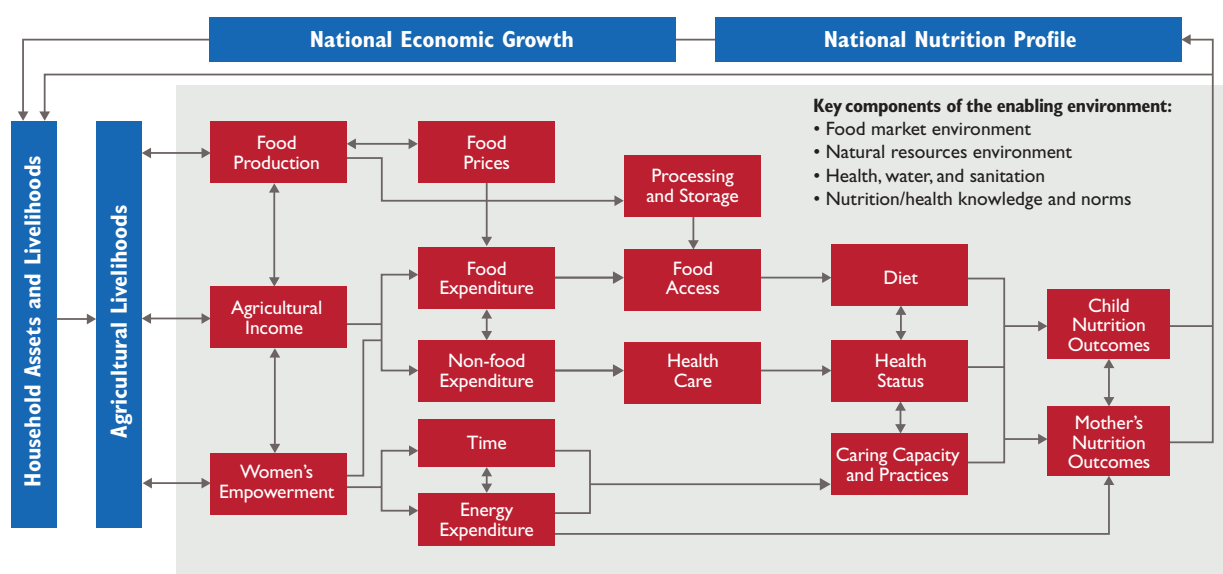 National Economic Growth
National Nutrition Profile
Household Assets and Livelihoods
Agricultural Livelihoods
Key components of the enabling environment:
• Food market environment
• Natural resources environment
• Health, water, and sanitation
• Nutrition/health knowledge and norms
Food
Production
Food
Prices
Processing
and Storage
Agricultural
Income
Food
Expenditure
Food
Access
Diet
Non-food
Expenditure
Health
Care
Health
Status
Child
Nutrition
Outcomes
Women's
Empowerment
Time
Energy
Expenditure
Caring Capacity
and Practices
Mother's
Nutrition
Outcomes